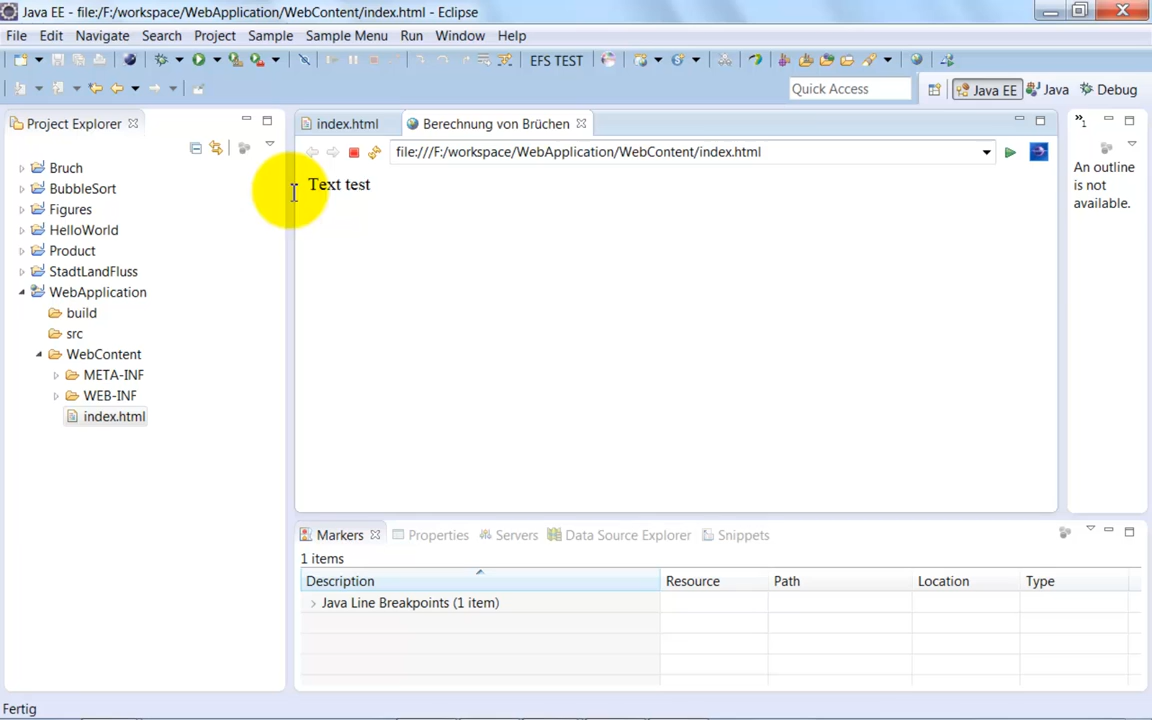 Java EE - file:/F:/workspace/WebApplication/WebContent/index.html - Eclipse
File Edit Navigate Search Project Sample Sample Menu Run Window Help
EFS TEST
Quick Access
Java EE Java Debug
Project Explorer
index.html
Berechnung von Brüchen
»1
file:///F:/workspace/WebApplication/WebContent/index.html
An outline
is not
available.
Text test
Bruch
BubbleSort
Figures
HelloWorld
Product
StadtLandFluss
WebApplication
build
src
WebContent
META-INF
WEB-INF
index.html
Markers Properties Servers Data Source Explorer Snippets
1 items
Description Resource Path Location Type
Java Line Breakpoints (1 item)
Fertig